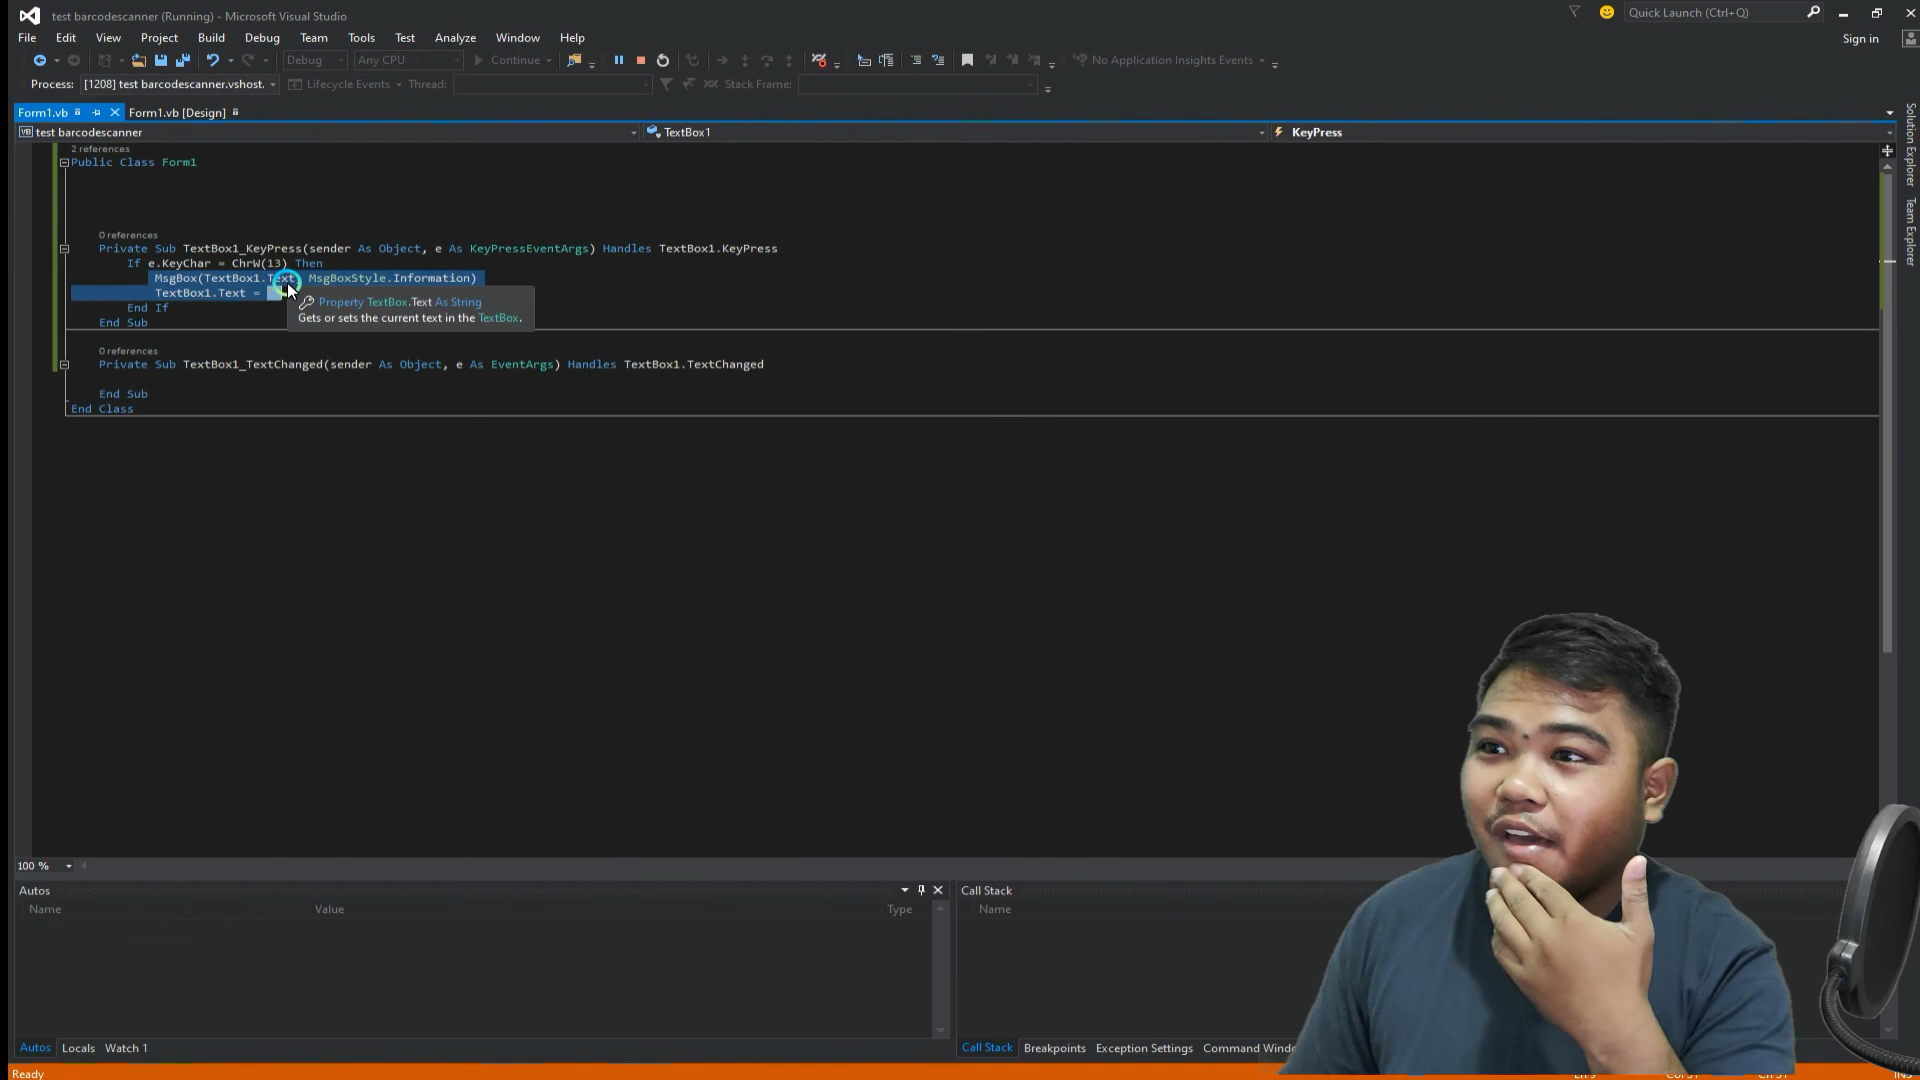 test barcodescanner (Running) - Microsoft Visual Studio
Quick Launch (Ctrl+Q)
File Edit View Project Build Debug Team Tools Test Analyze Window Help
Sign in
Debug Any CPU Continue No Application Insights Events
Process: [1208] test barcodescanner.vshost. Lifecycle Events Thread: Stack Frame:
Form1.vb Form1.vb [Design]
VB test barcodescanner TextBox1 KeyPress
Solution Explorer
Team Explorer
2 references
Public Class Form1
0 references
Private Sub TextBox1_KeyPress(sender As Object, e As KeyPressEventArgs) Handles TextBox1.KeyPress
If e.KeyChar = ChrW(13) Then
MsgBox(TextBox1.Text, MsgBoxStyle.Information)
TextBox1.Text =
Property TextBox.Text As String
Gets or sets the current text in the TextBox.
End If
End Sub
0 references
Private Sub TextBox1_TextChanged(sender As Object, e As EventArgs) Handles TextBox1.TextChanged
End Sub
End Class
100 %
Autos
Name Value Type
Call Stack
Name
Autos Locals Watch 1
Call Stack Breakpoints Exception Settings Command Windo
Ready